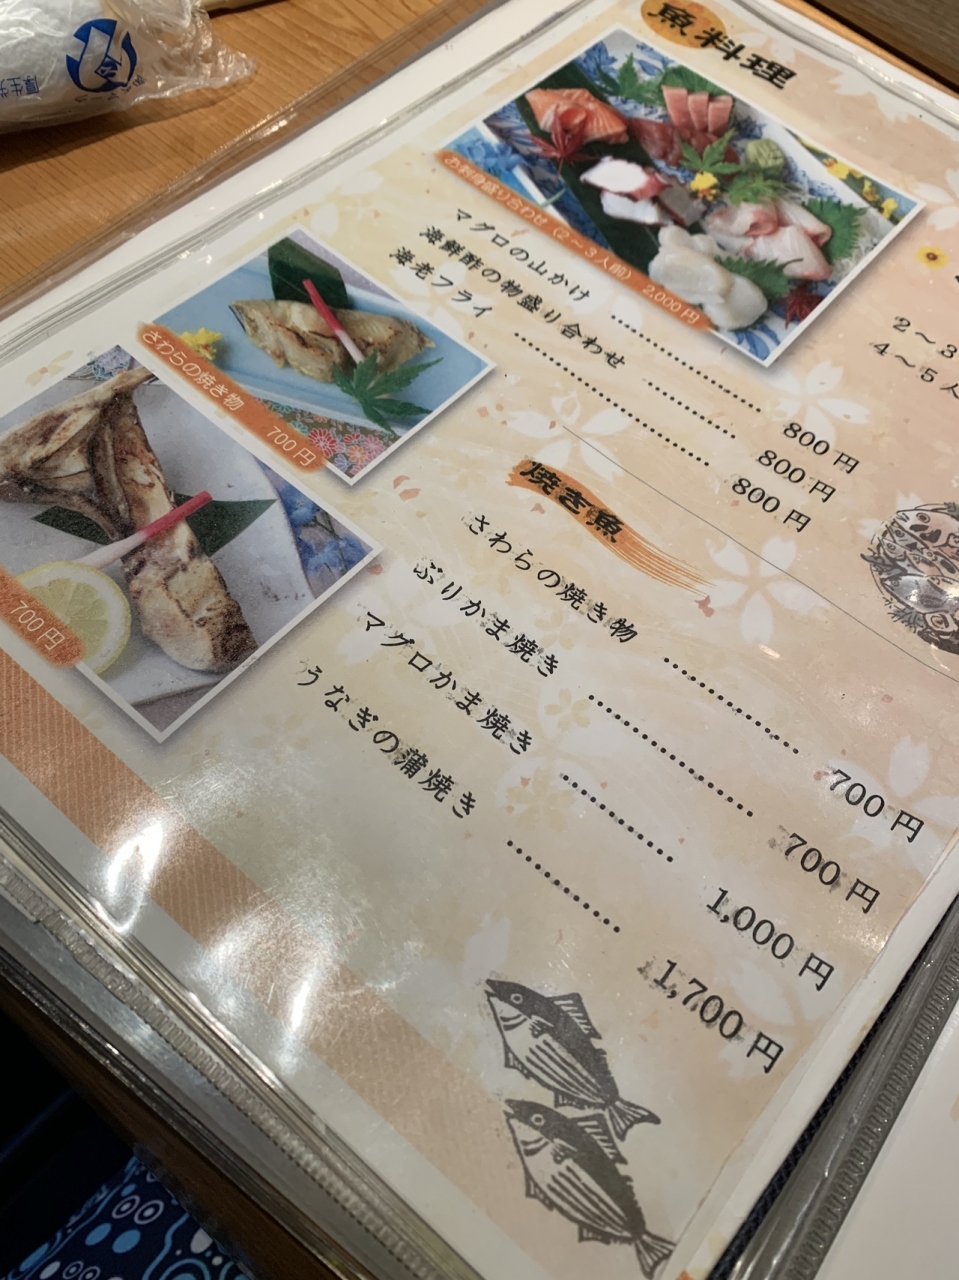 魚料理
お刺身盛り合わせ（2〜3人前） 2,000円
マグロの山かけ 800円
海鮮酢の物盛り合わせ 800円
海老フライ 800円
2〜3
4〜5人
さわらの焼き物 700円
700円
焼き魚
さわらの焼き物 700円
ぶりかま焼き 700円
マグロかま焼き 1,000円
うなぎの蒲焼き 1,700円